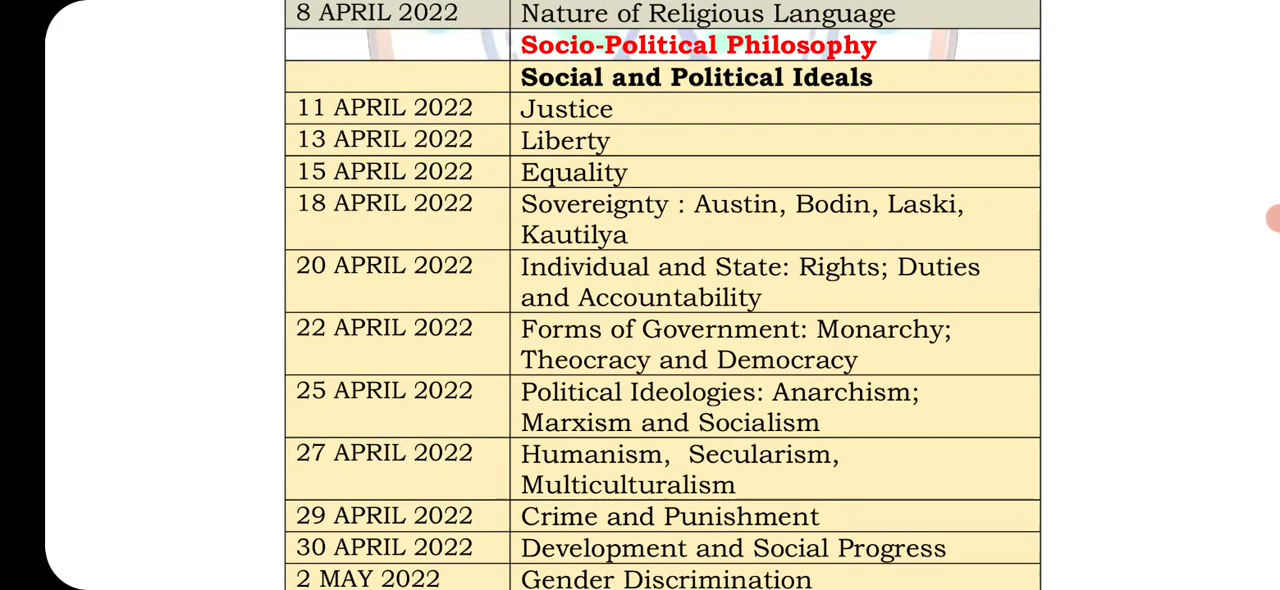 8 APRIL 2022 Nature of Religious Language
Socio-Political Philosophy
Social and Political Ideals
11 APRIL 2022 Justice
13 APRIL 2022 Liberty
15 APRIL 2022 Equality
18 APRIL 2022 Sovereignty : Austin, Bodin, Laski,
Kautilya
20 APRIL 2022 Individual and State: Rights; Duties
and Accountability
22 APRIL 2022 Forms of Government: Monarchy;
Theocracy and Democracy
25 APRIL 2022 Political Ideologies: Anarchism;
Marxism and Socialism
27 APRIL 2022 Humanism, Secularism,
Multiculturalism
29 APRIL 2022 Crime and Punishment
30 APRIL 2022 Development and Social Progress
2 MAY 2022 Gender Discrimination